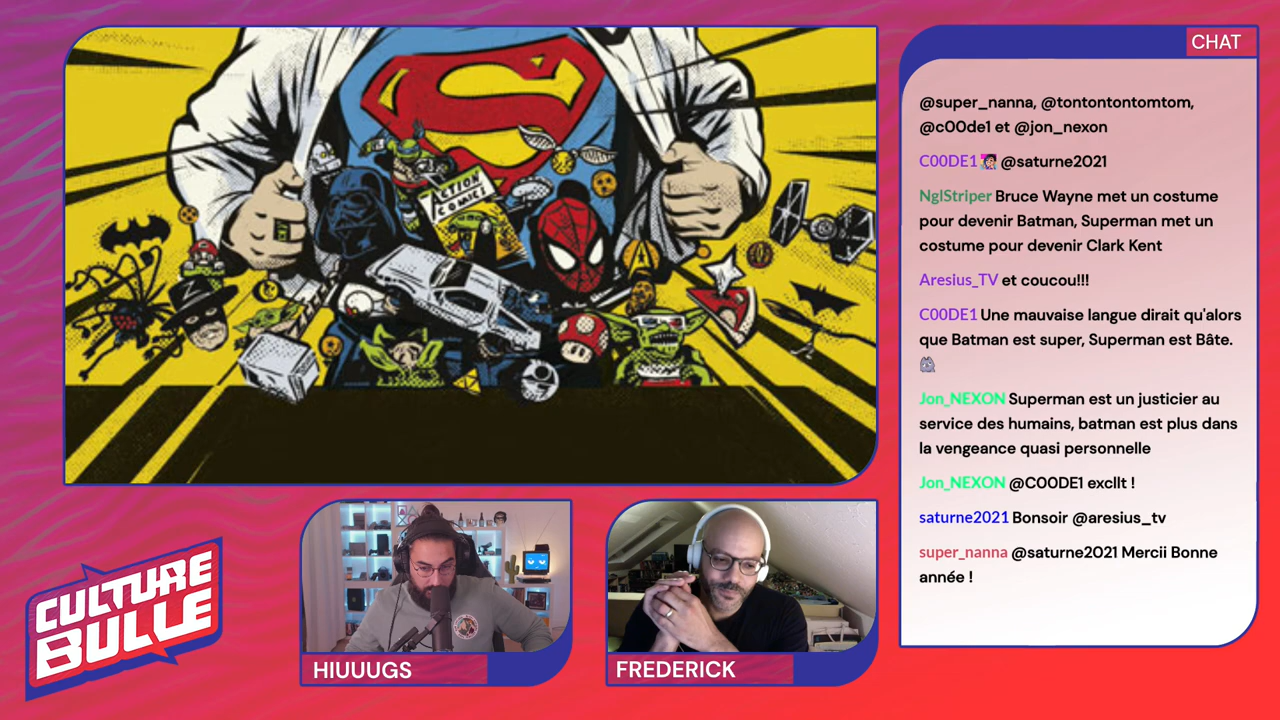 CHAT
@super_nanna, @tontontontomtom,
@c00de1 et @jon_nexon
C00DE1 @saturne2021
NglStriper Bruce Wayne met un costume
pour devenir Batman, Superman met un
costume pour devenir Clark Kent
Aresius_TV et coucou!!!
C00DE1 Une mauvaise langue dirait qu'alors
que Batman est super, Superman est Bâte.
Jon_NEXON Superman est un justicier au
service des humains, batman est plus dans
la vengeance quasi personnelle
Jon_NEXON @C00DE1 excllt !
saturne2021 Bonsoir @aresius_tv
super_nanna @saturne2021 Mercii Bonne
année !
ACTION
COMICS
CULTURE
BULLE
HIUUUGS
FREDERICK